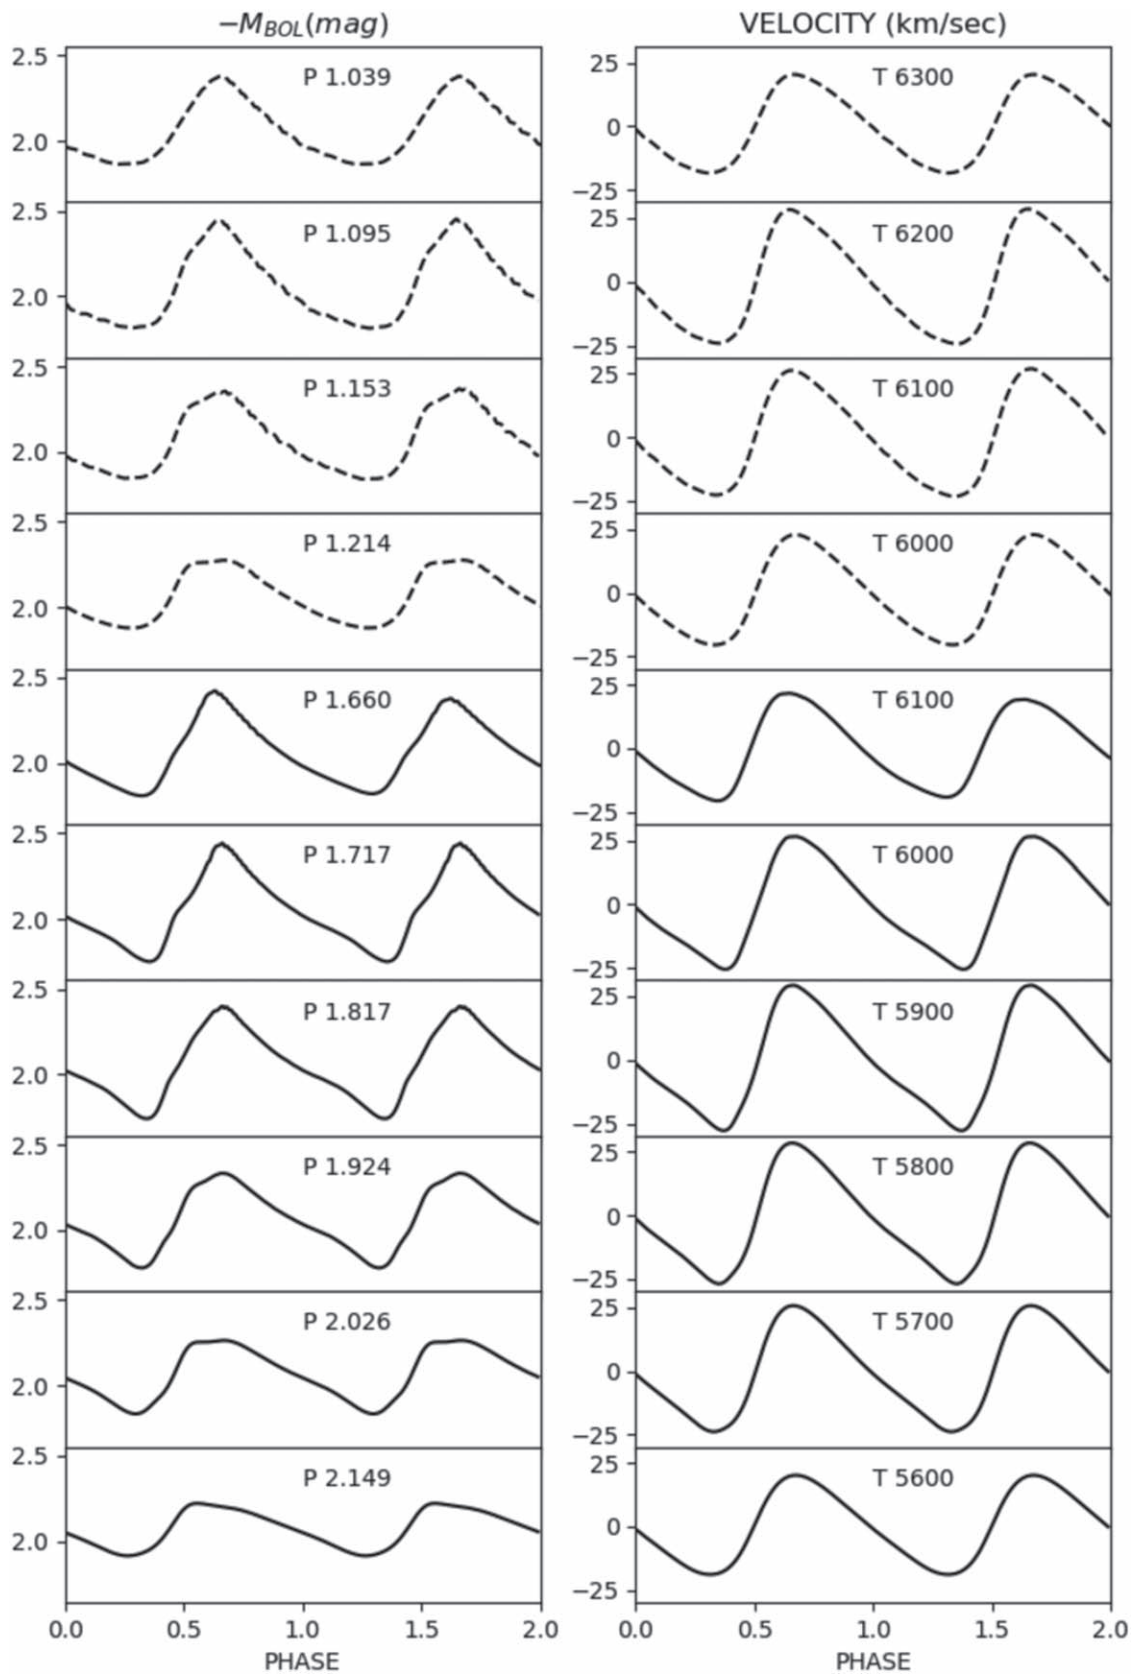 −M_BOL(mag) VELOCITY (km/sec)
2.5 2.0 P 1.039 25 0 −25 T 6300
2.5 2.0 P 1.095 25 0 −25 T 6200
2.5 2.0 P 1.153 25 0 −25 T 6100
2.5 2.0 P 1.214 25 0 −25 T 6000
2.5 2.0 P 1.660 25 0 −25 T 6100
2.5 2.0 P 1.717 25 0 −25 T 6000
2.5 2.0 P 1.817 25 0 −25 T 5900
2.5 2.0 P 1.924 25 0 −25 T 5800
2.5 2.0 P 2.026 25 0 −25 T 5700
2.5 2.0 P 2.149 25 0 −25 T 5600
0.0 0.5 1.0 1.5 2.0 0.0 0.5 1.0 1.5 2.0
PHASE PHASE